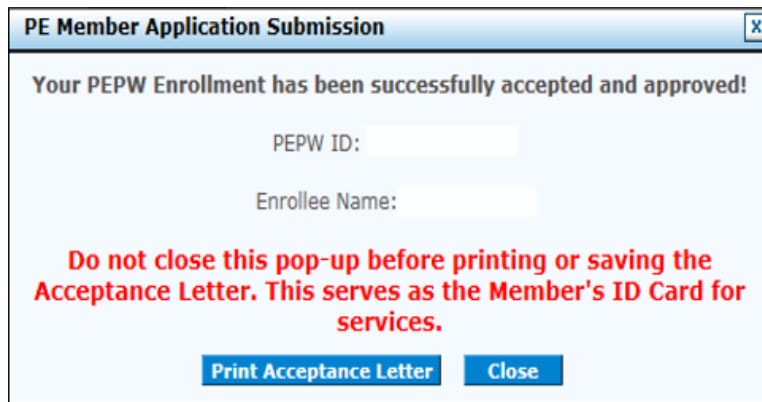 PE Member Application Submission
X
Your PEPW Enrollment has been successfully accepted and approved!
PEPW ID:
Enrollee Name:
Do not close this pop-up before printing or saving the
Acceptance Letter. This serves as the Member's ID Card for
services.
Print Acceptance Letter
Close